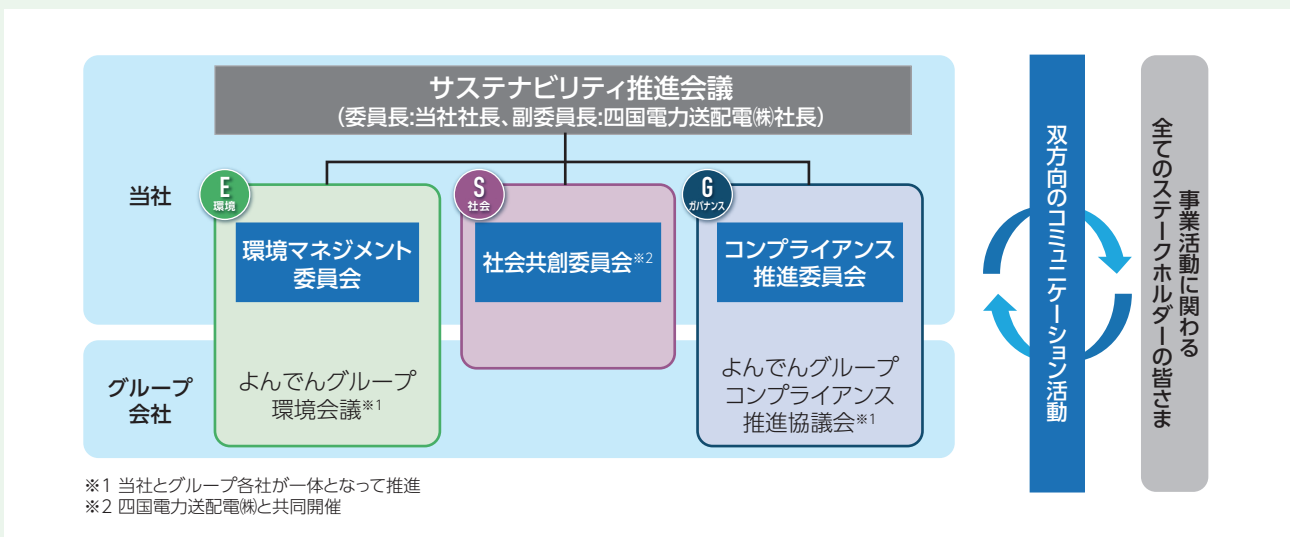 サステナビリティ推進会議
(委員長:当社社長、副委員長:四国電力送配電㈱社長)
当社
E
環境
環境マネジメント
委員会
S
社会
社会共創委員会※2
G
ガバナンス
コンプライアンス
推進委員会
グループ
会社
よんでんグループ
環境会議※1
よんでんグループ
コンプライアンス
推進協議会※1
双方向のコミュニケーション活動
事業活動に関わる
全てのステークホルダーの皆さま
※1 当社とグループ各社が一体となって推進
※2 四国電力送配電㈱と共同開催